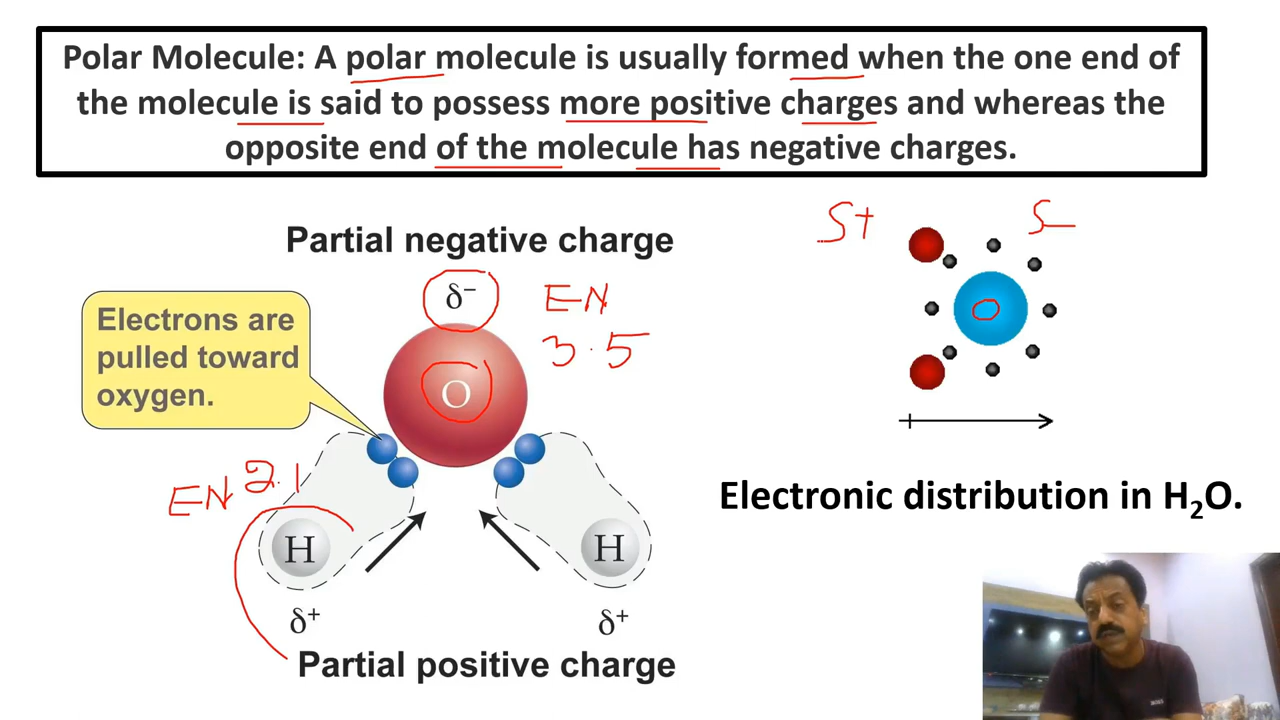 Polar Molecule: A polar molecule is usually formed when the one end of
the molecule is said to possess more positive charges and whereas the
opposite end of the molecule has negative charges.
Partial negative charge
δ⁻
EN
3.5
Electrons are
pulled toward
oxygen.
O
EN 2.1
H
H
δ⁺
δ⁺
Partial positive charge
S+
S-
O
Electronic distribution in H₂O.